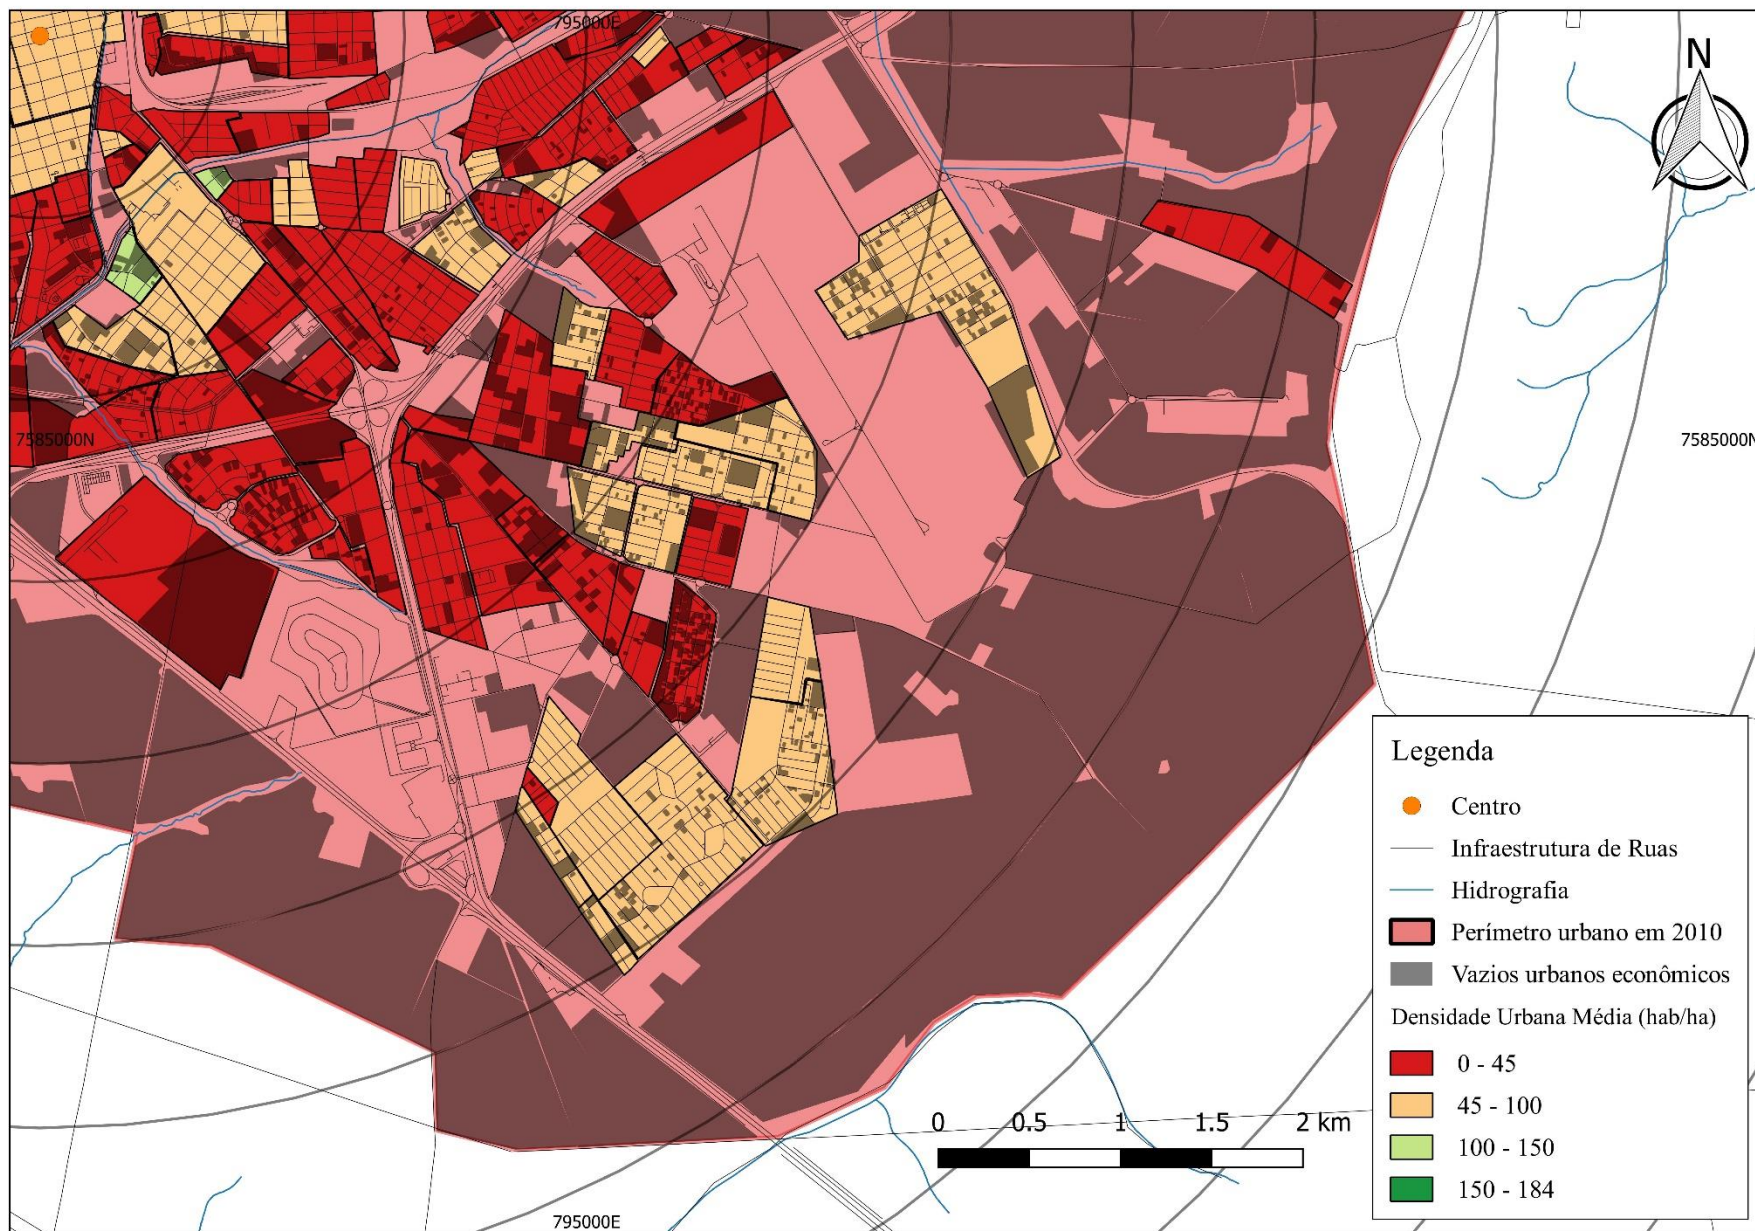 795000E
N
7585000N
7585000N
Legenda
Centro
Infraestrutura de Ruas
Hidrografia
Perímetro urbano em 2010
Vazios urbanos econômicos
Densidade Urbana Média (hab/ha)
0 - 45
45 - 100
100 - 150
150 - 184
0 0.5 1 1.5 2 km
795000E